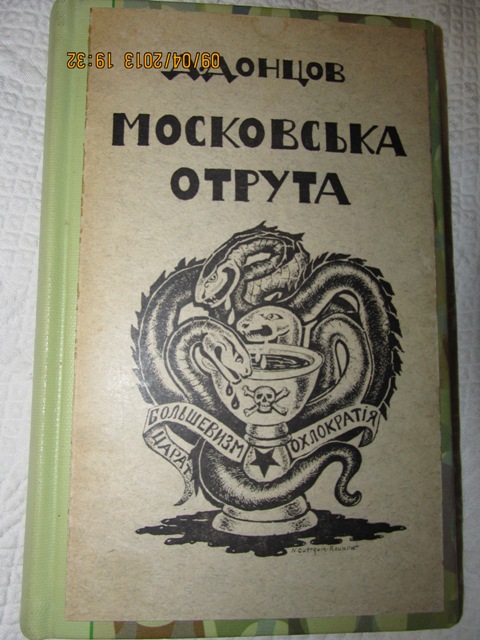 09/04/2013 19:32
Д.ДОНЦОВ
МОСКОВСЬКА
ОТРУТА
БОЛЬШЕВИЗМ
ОХЛОКРАТІЯ
ЦАРАТ